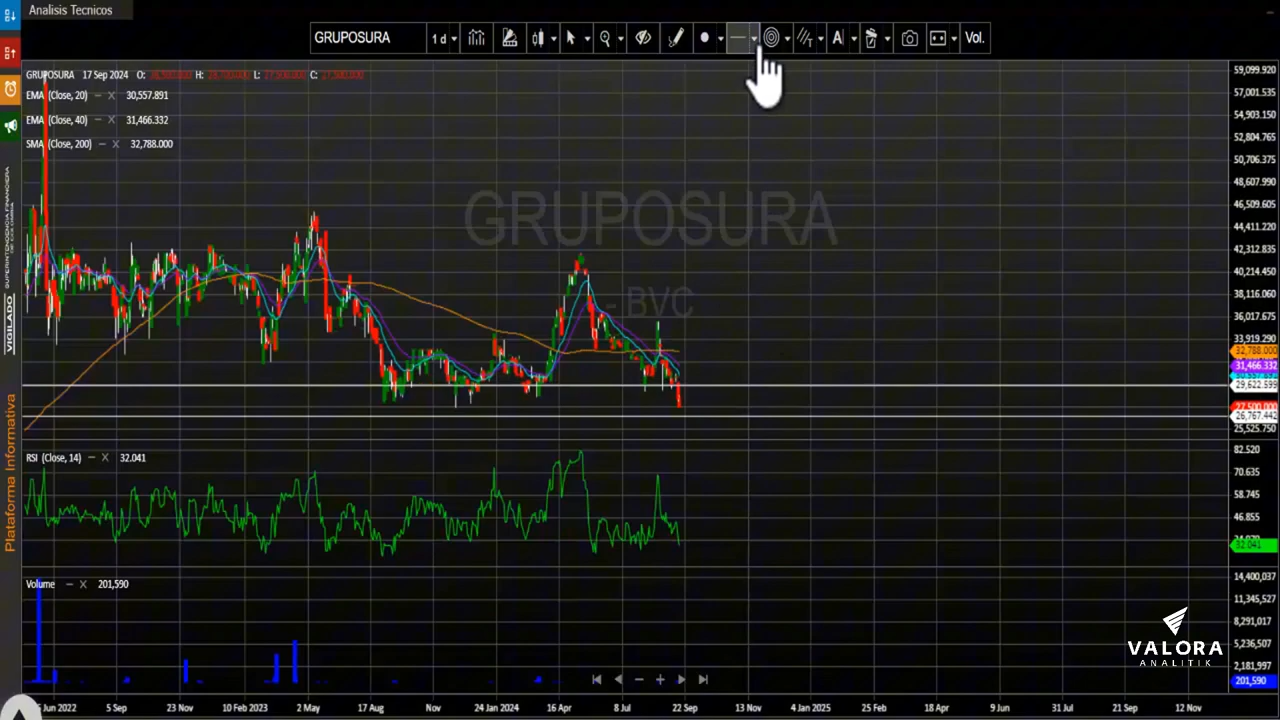 Analisis Tecnicos
GRUPOSURA
1 d
A
Vol.
GRUPOSURA 17 Sep 2024 O: H: L: C:
EMA (Close, 20) 30,557.891
EMA (Close, 40) 31,466.332
SMA (Close, 200) 32,788.000
GRUPOSURA
- BVC
59,099.920
57,001.535
54,903.150
52,804.765
50,706.375
48,607.990
46,509.605
44,411.220
42,312.835
40,214.450
38,116.060
36,017.675
33,919.290
32,788.000
31,466.332
29,622.599
27,500.000
26,767.442
25,525.750
RSI (Close, 14) 32.041
82.520
70.635
58.745
46.855
32.041
Volume 201,590
14,400,037
11,345,527
8,291,017
5,236,507
2,181,997
201,590
Jun 2022
5 Sep
23 Nov
10 Feb 2023
2 May
17 Aug
Nov
24 Jan 2024
16 Apr
8 Jul
22 Sep
13 Nov
4 Jan 2025
25 Feb
18 Apr
9 Jun
31 Jul
21 Sep
12 Nov
VIGILADO
SUPERINTENDENCIA FINANCIERA
Plataforma Informativa
VALORA
ANALITIK